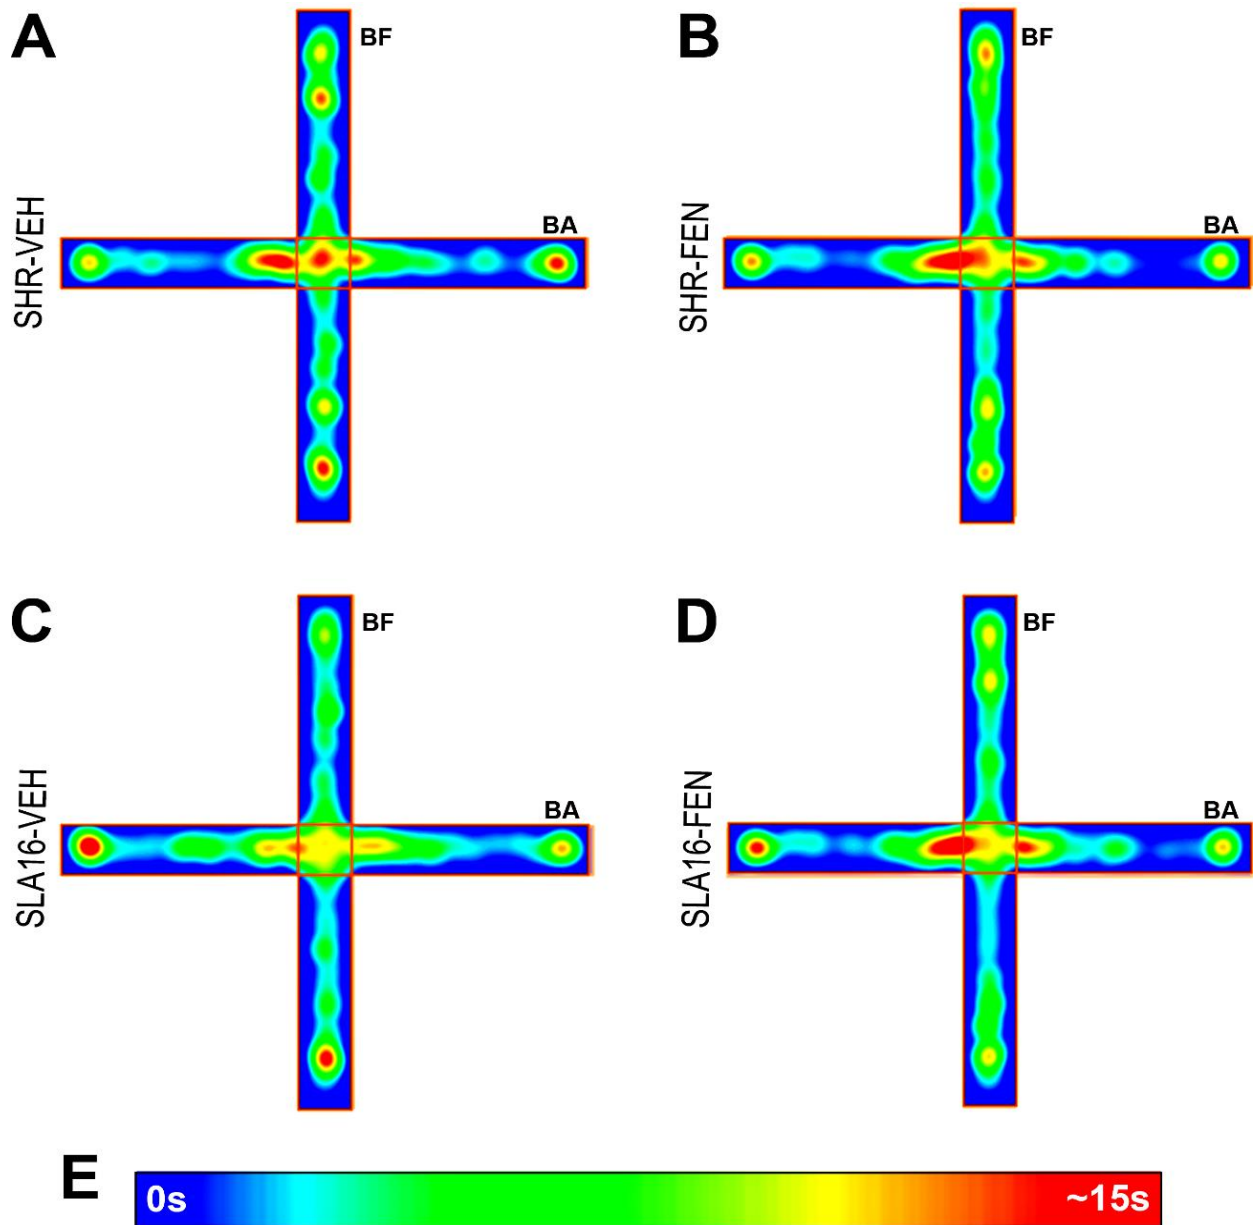 A
BF
BA
SHR-VEH
B
BF
BA
SHR-FEN
C
BF
BA
SLA16-VEH
D
BF
BA
SLA16-FEN
E
0s
~15s